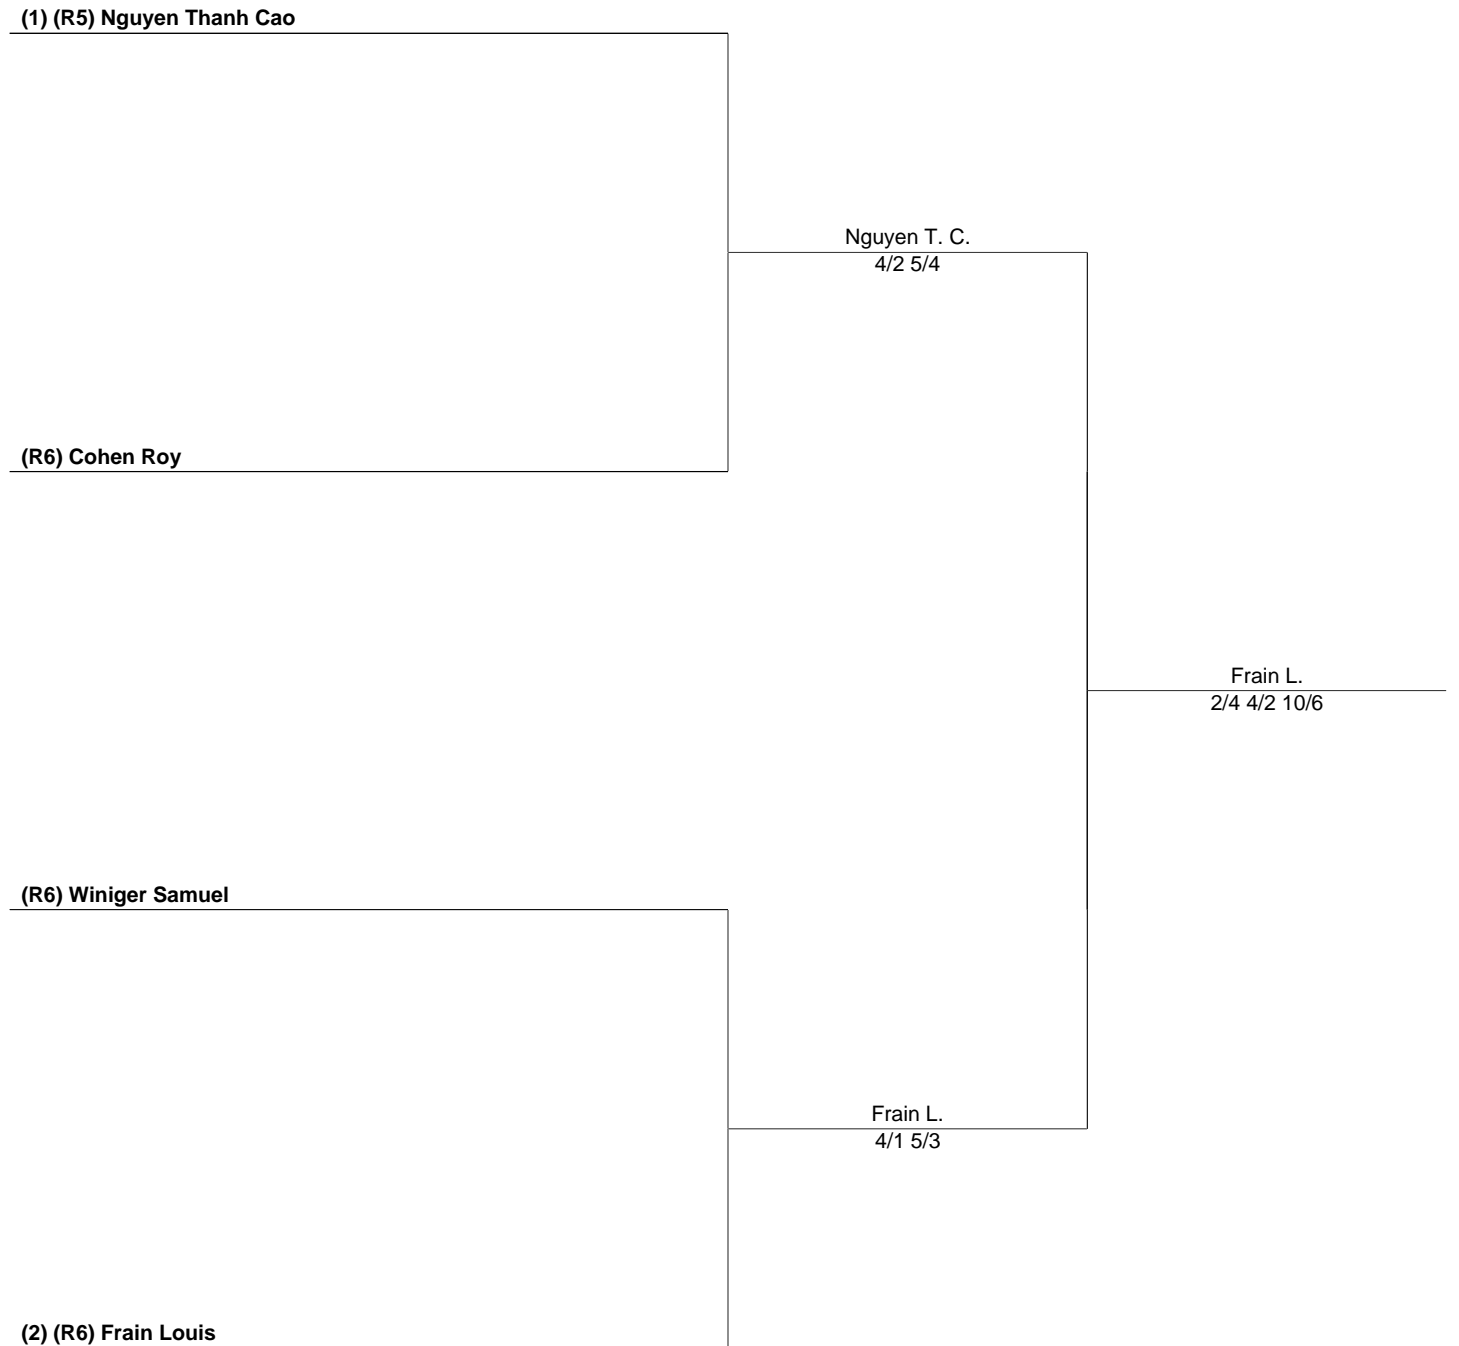 (1) (R5) Nguyen Thanh Cao
Nguyen T. C.
4/2 5/4
(R6) Cohen Roy
Frain L.
2/4 4/2 10/6
(R6) Winiger Samuel
Frain L.
4/1 5/3
(2) (R6) Frain Louis